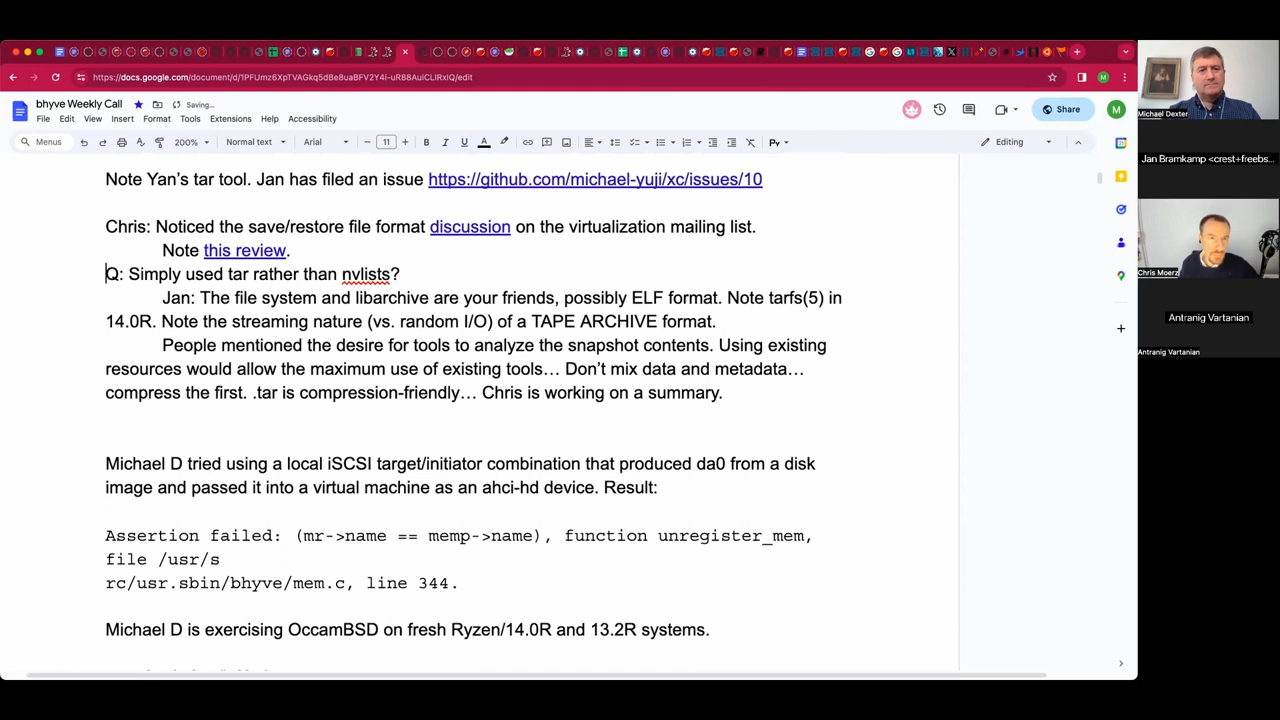 https://docs.google.com/document/d/1PFUmz6XpTVAGkq5dBe8uaBFV2Y4i-uR88AuiCLIRxIQ/edit
bhyve Weekly Call
Saving...
File Edit View Insert Format Tools Extensions Help Accessibility
Share
M
Menus
200%
Normal text
Arial
11
Editing
Note Yan's tar tool. Jan has filed an issue https://github.com/michael-yuji/xc/issues/10
Chris: Noticed the save/restore file format discussion on the virtualization mailing list.
Note this review.
Q: Simply used tar rather than nvlists?
Jan: The file system and libarchive are your friends, possibly ELF format. Note tarfs(5) in
14.0R. Note the streaming nature (vs. random I/O) of a TAPE ARCHIVE format.
People mentioned the desire for tools to analyze the snapshot contents. Using existing
resources would allow the maximum use of existing tools… Don't mix data and metadata…
compress the first. .tar is compression-friendly… Chris is working on a summary.
Michael D tried using a local iSCSI target/initiator combination that produced da0 from a disk
image and passed it into a virtual machine as an ahci-hd device. Result:
Assertion failed: (mr->name == memp->name), function unregister_mem,
file /usr/s
rc/usr.sbin/bhyve/mem.c, line 344.
Michael D is exercising OccamBSD on fresh Ryzen/14.0R and 13.2R systems.
Michael Dexter
Jan Bramkamp <crest+freebs...
Chris Moerz
Antranig Vartanian
Antranig Vartanian